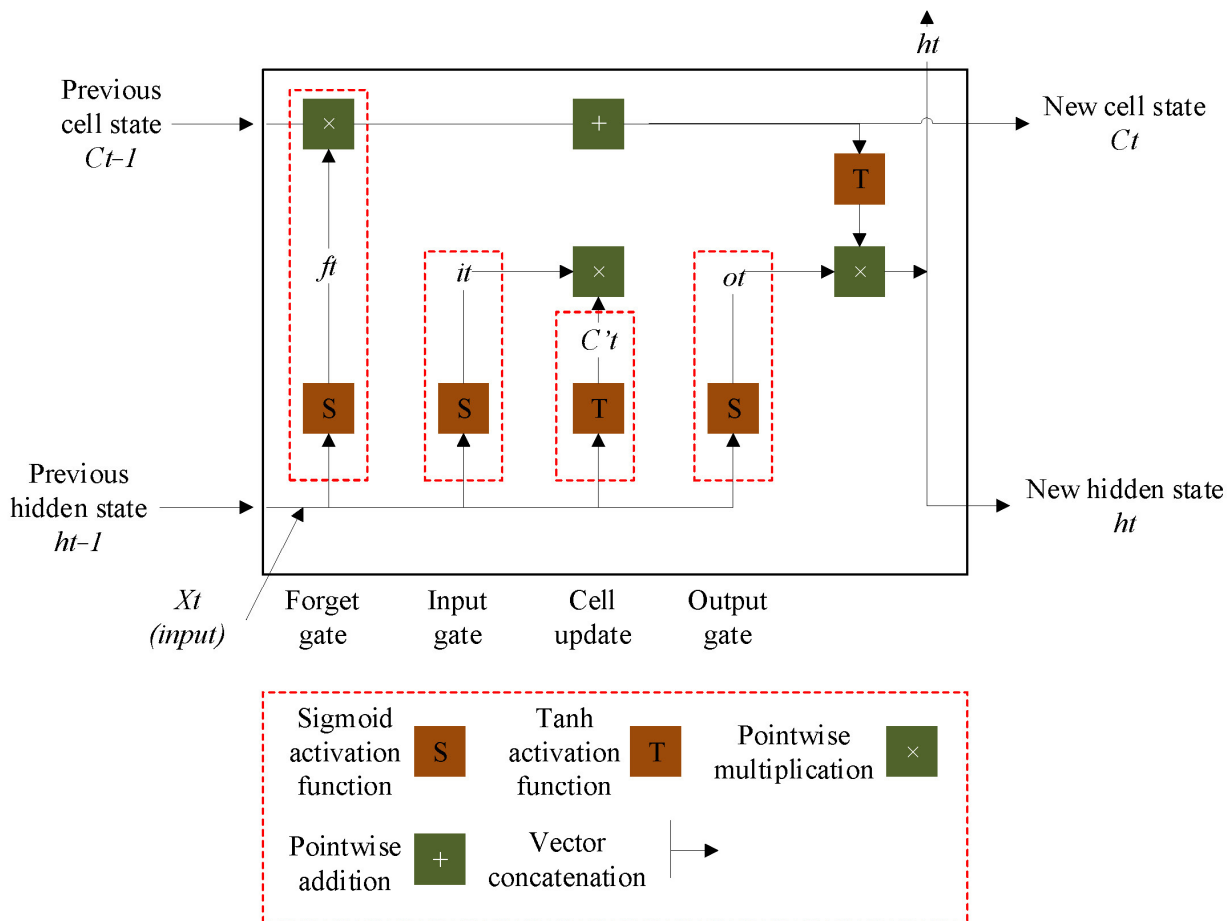 ht
Previous
cell state
Ct-1
×
+
New cell state
Ct
T
ft
it
×
ot
×
C't
S
S
T
S
Previous
hidden state
ht-1
New hidden state
ht
Xt
(input)
Forget
gate
Input
gate
Cell
update
Output
gate
Sigmoid
activation
function
S
Tanh
activation
function
T
Pointwise
multiplication
×
Pointwise
addition
+
Vector
concatenation